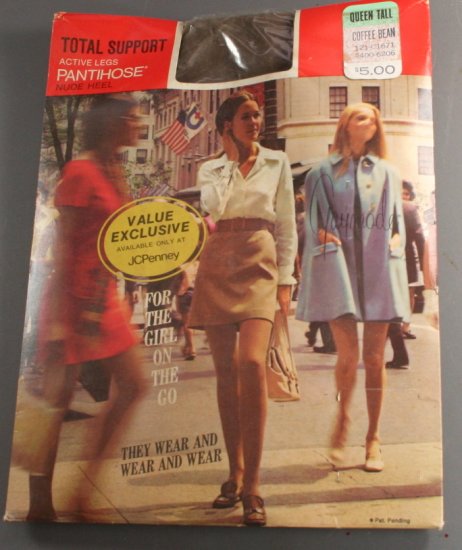 TOTAL SUPPORT
ACTIVE LEGS
PANTIHOSE®
NUDE HEEL
QUEEN TALL
COFFEE BEAN
$5.00
VALUE
EXCLUSIVE
AVAILABLE ONLY AT
JCPenney
FOR
THE
GIRL
ON
THE
GO
THEY WEAR AND
WEAR AND WEAR
Pat. Pending